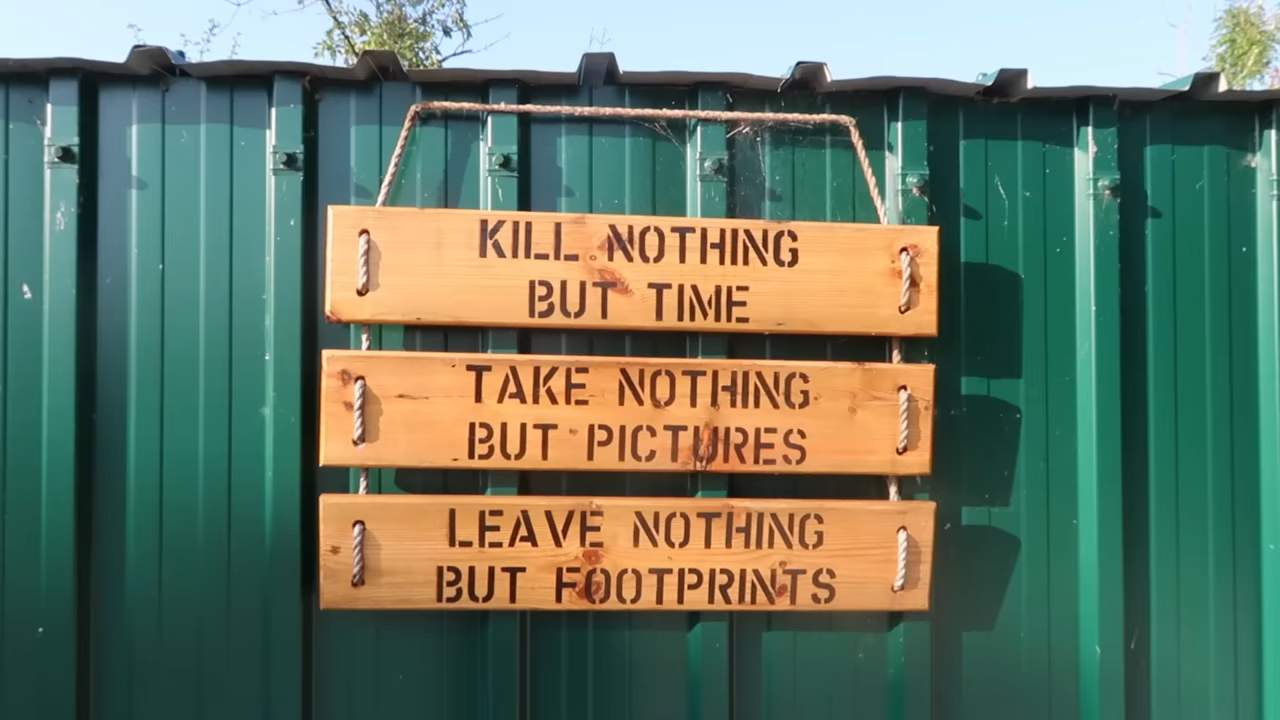 KILL NOTHING
BUT TIME
TAKE NOTHING
BUT PICTURES
LEAVE NOTHING
BUT FOOTPRINTS